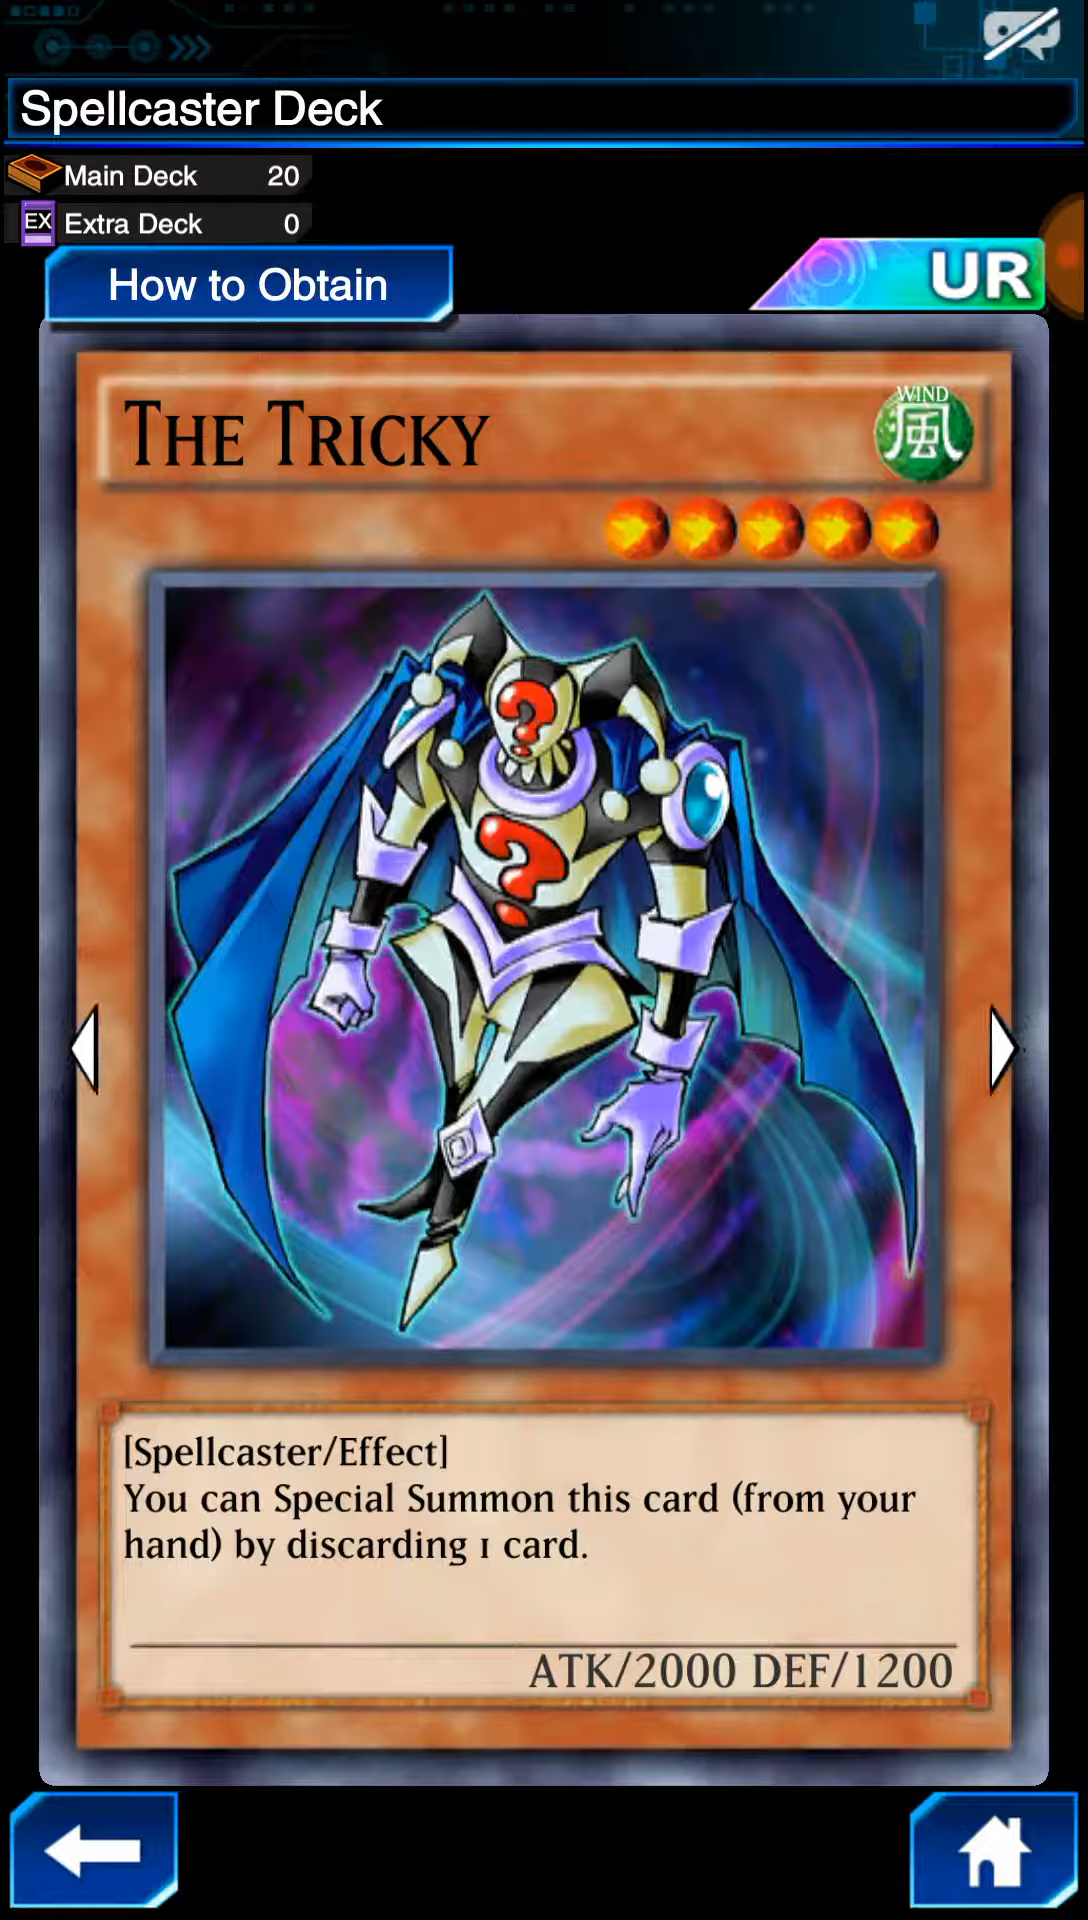 Spellcaster Deck
Main Deck 20
EX Extra Deck 0
How to Obtain
UR
THE TRICKY
WIND
風
[Spellcaster/Effect]
You can Special Summon this card (from your
hand) by discarding 1 card.
ATK/2000 DEF/1200